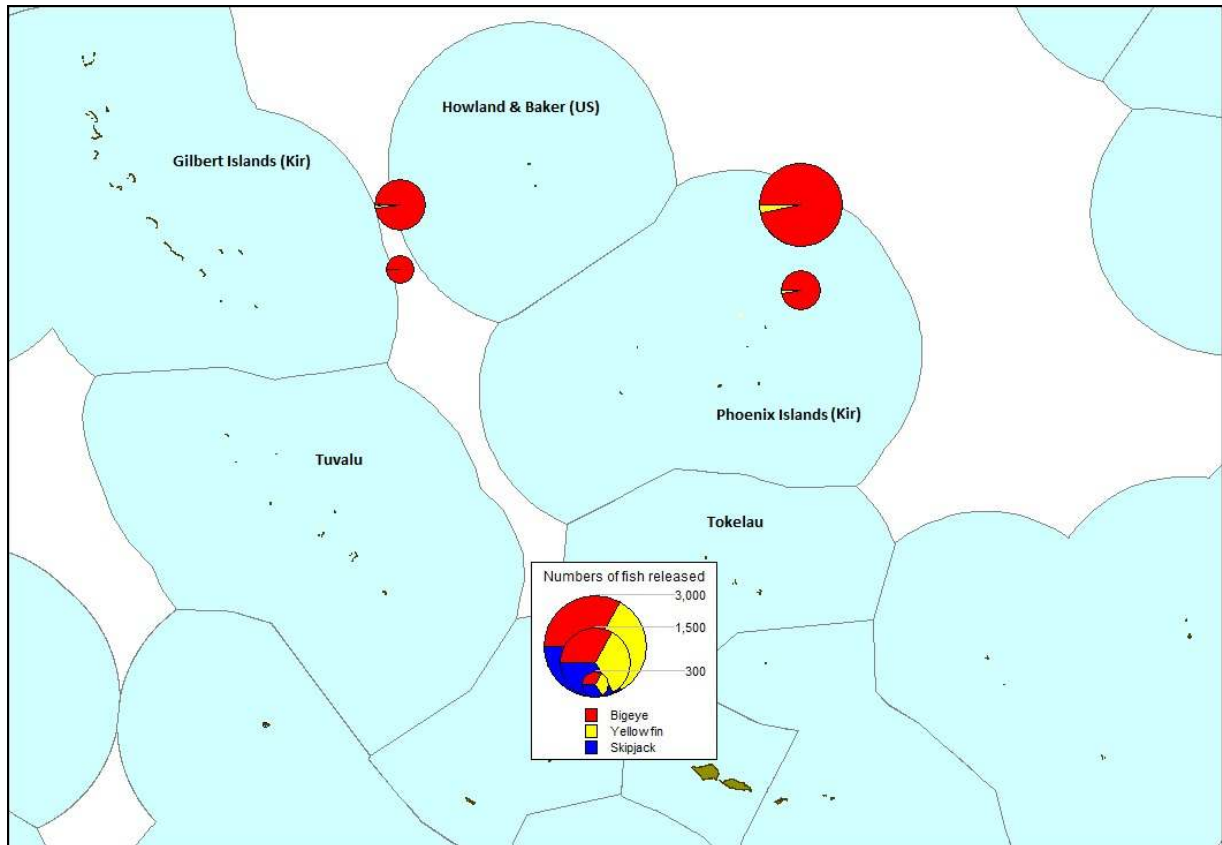 Howland & Baker (US)
Gilbert Islands (Kir)
Phoenix Islands (Kir)
Tuvalu
Tokelau
Numbers of fish released
3,000
1,500
300
Bigeye
Yellowfin
Skipjack